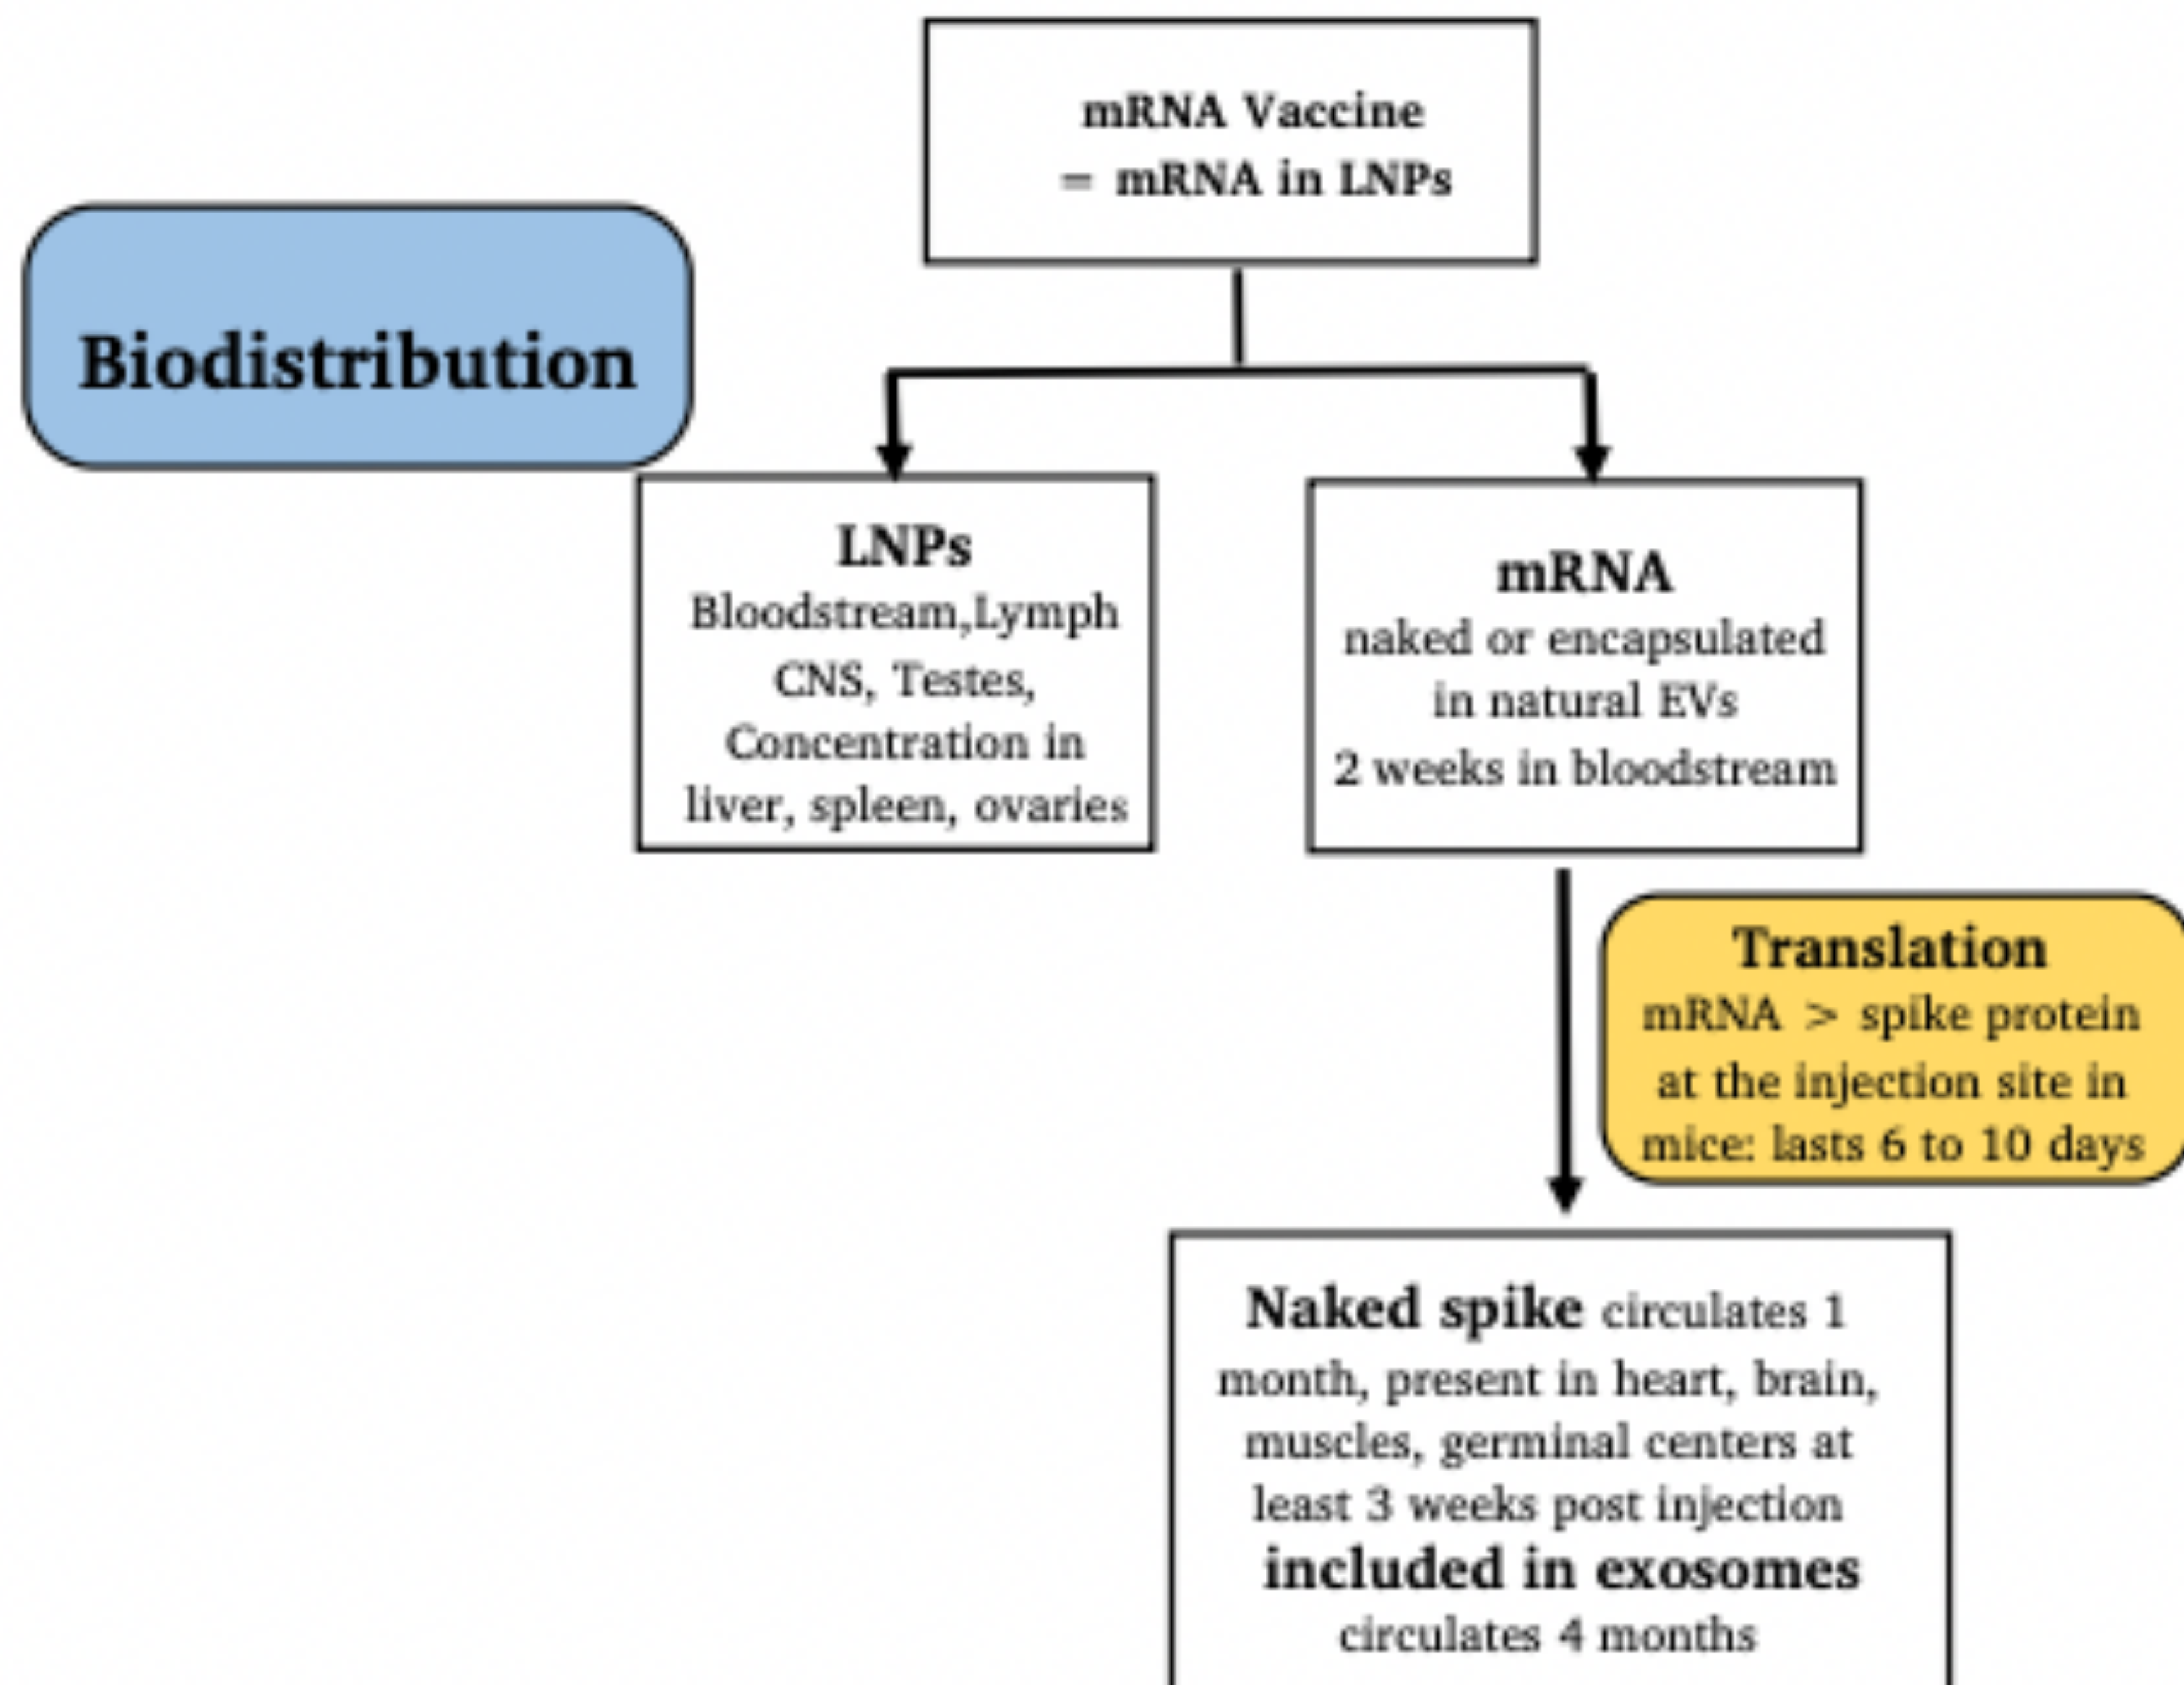 mRNA Vaccine
= mRNA in LNPs
Biodistribution
LNPs
Bloodstream,Lymph
CNS, Testes,
Concentration in
liver, spleen, ovaries
mRNA
naked or encapsulated
in natural EVs
2 weeks in bloodstream
Translation
mRNA > spike protein
at the injection site in
mice: lasts 6 to 10 days
Naked spike circulates 1
month, present in heart, brain,
muscles, germinal centers at
least 3 weeks post injection
included in exosomes
circulates 4 months